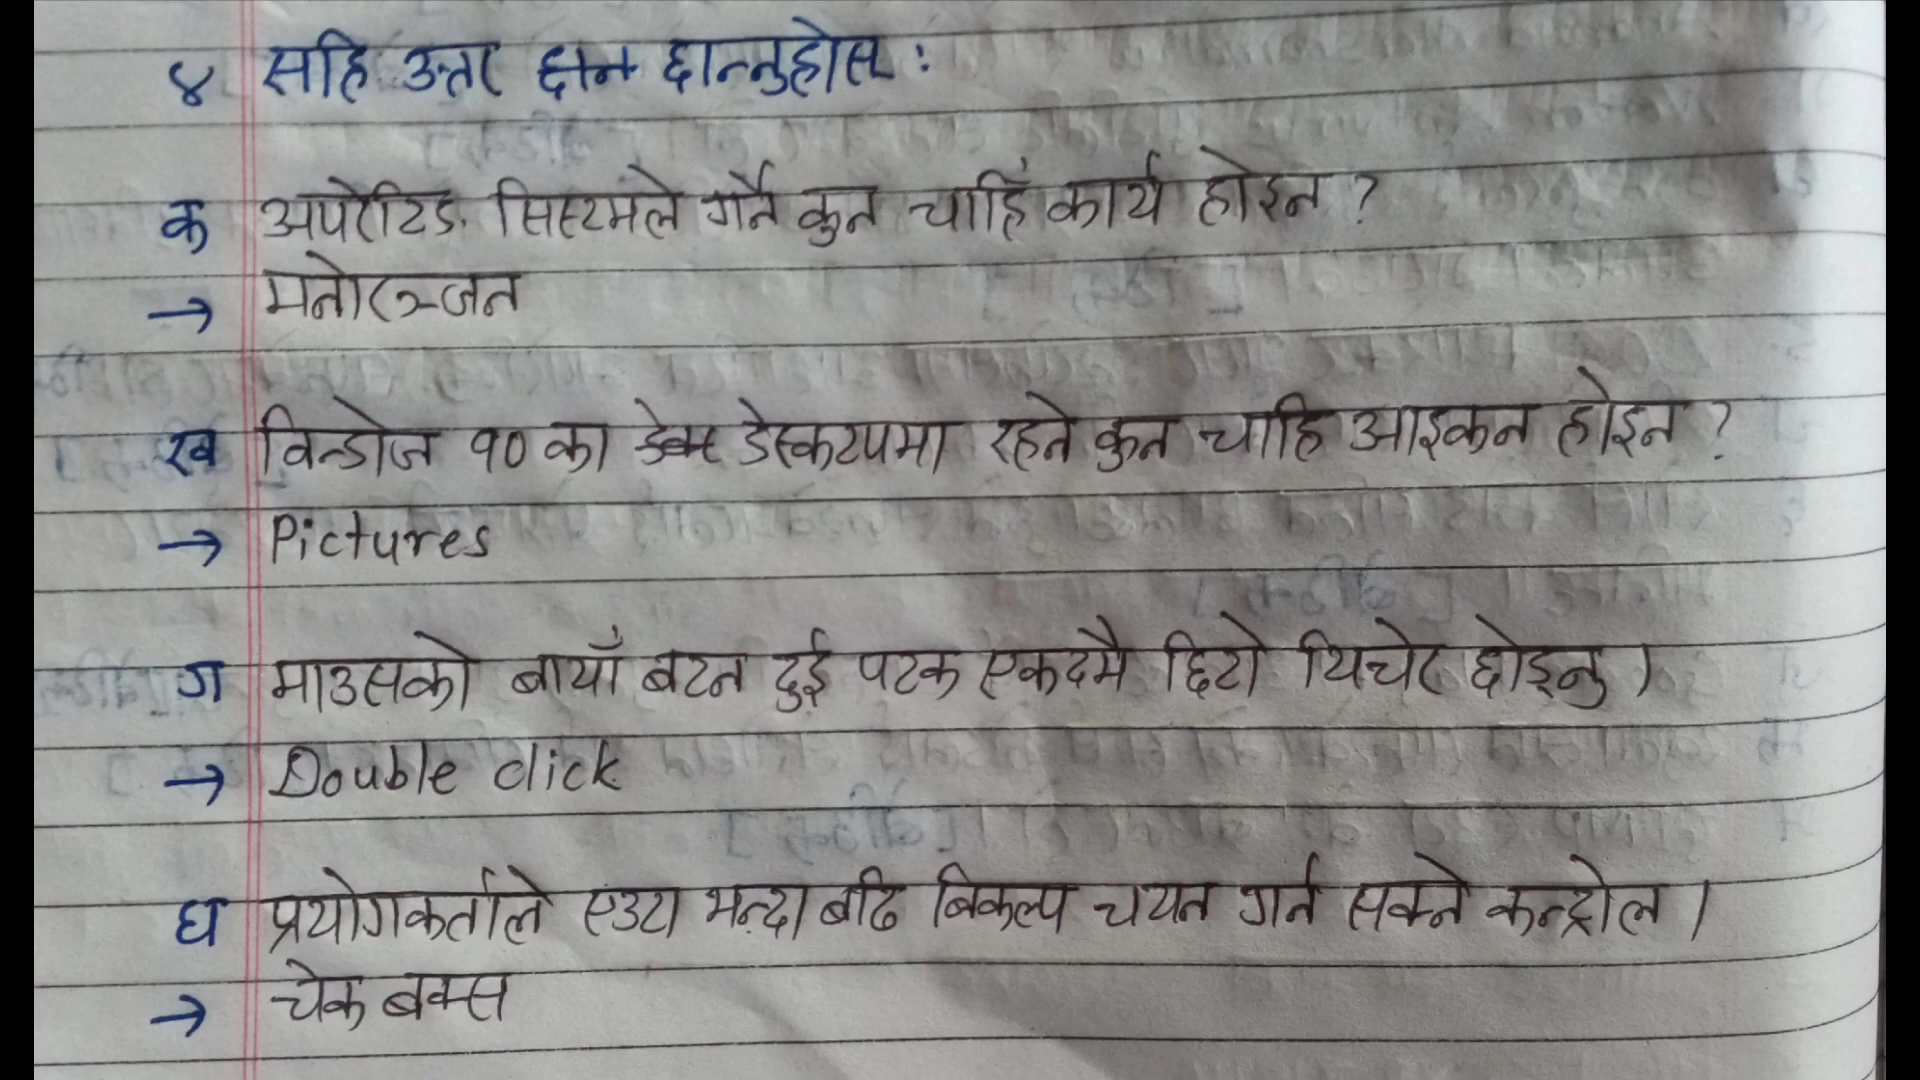 ४ सहि उत्तर छान्नुहोस :
क अपरेटिङ सिस्टमले गर्ने कुन चाहिँ कार्य होइन ?
→ मनोरञ्जन
ख विन्डोज १० का डेस्कटपमा रहने कुन चाहि आइकन होइन ?
→ Pictures
ग माउसको बायाँ बटन दुई पटक एकदमै छिटो थिचेर छोड्नु ।
→ Double click
घ प्रयोगकर्ताले एउटा भन्दा बढि बिकल्प चयन गर्न सक्ने कन्ट्रोल ।
→ चेक बक्स